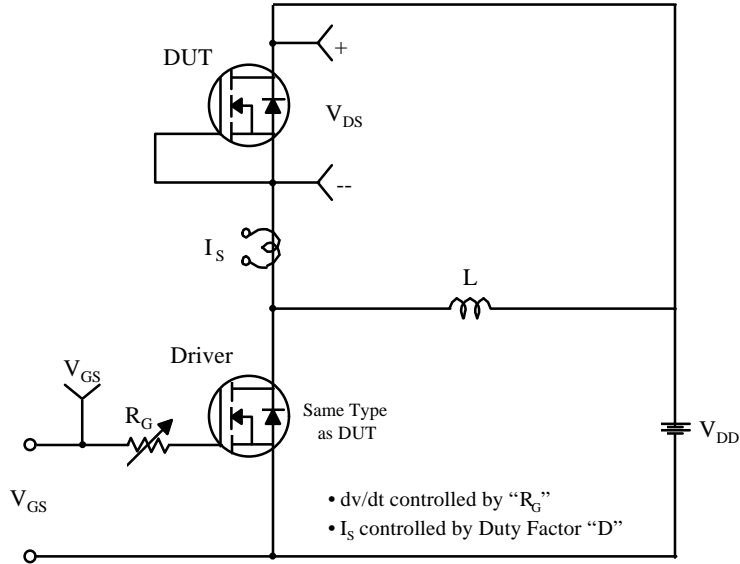 DUT
+
V_DS
--
I_S
L
Driver
V_GS
R_G
Same Type
as DUT
V_DD
V_GS
• dv/dt controlled by “R_G”
• I_S controlled by Duty Factor “D”